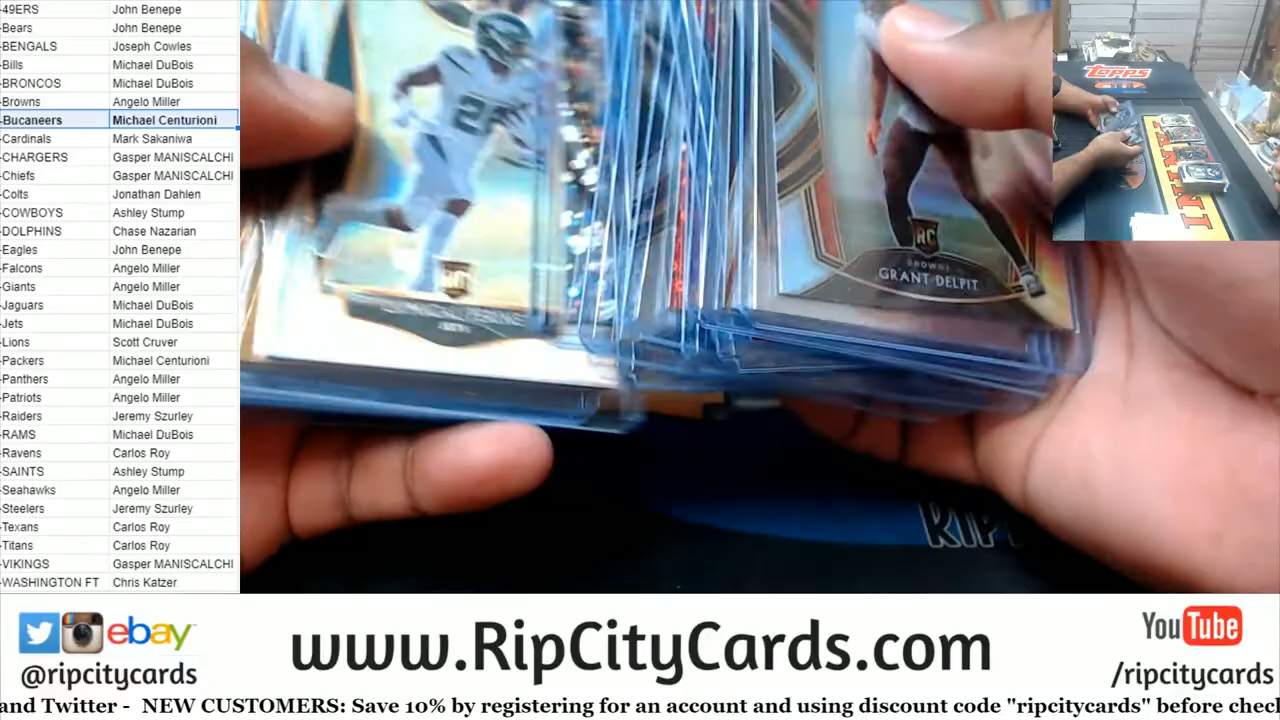 -49ERS John Benepe
-Bears John Benepe
-BENGALS Joseph Cowles
-Bills Michael DuBois
-BRONCOS Michael DuBois
-Browns Angelo Miller
-Bucaneers Michael Centurioni
-Cardinals Mark Sakaniwa
-CHARGERS Gasper MANISCALCHI
-Chiefs Gasper MANISCALCHI
-Colts Jonathan Dahlen
-COWBOYS Ashley Stump
-DOLPHINS Chase Nazarian
-Eagles John Benepe
-Falcons Angelo Miller
-Giants Angelo Miller
-Jaguars Michael DuBois
-Jets Michael DuBois
-Lions Scott Cruver
-Packers Michael Centurioni
-Panthers Angelo Miller
-Patriots Angelo Miller
-Raiders Jeremy Szurley
-RAMS Michael DuBois
-Ravens Carlos Roy
-SAINTS Ashley Stump
-Seahawks Angelo Miller
-Steelers Jeremy Szurley
-Texans Carlos Roy
-Titans Carlos Roy
-VIKINGS Gasper MANISCALCHI
-WASHINGTON FT Chris Katzer
RC
BROWNS
GRANT DELPIT
RC
JETS
Topps
PANINI
RIP
ebay
@ripcitycards
www.RipCityCards.com
YouTube
/ripcitycards
and Twitter - NEW CUSTOMERS: Save 10% by registering for an account and using discount code "ripcitycards" before chec